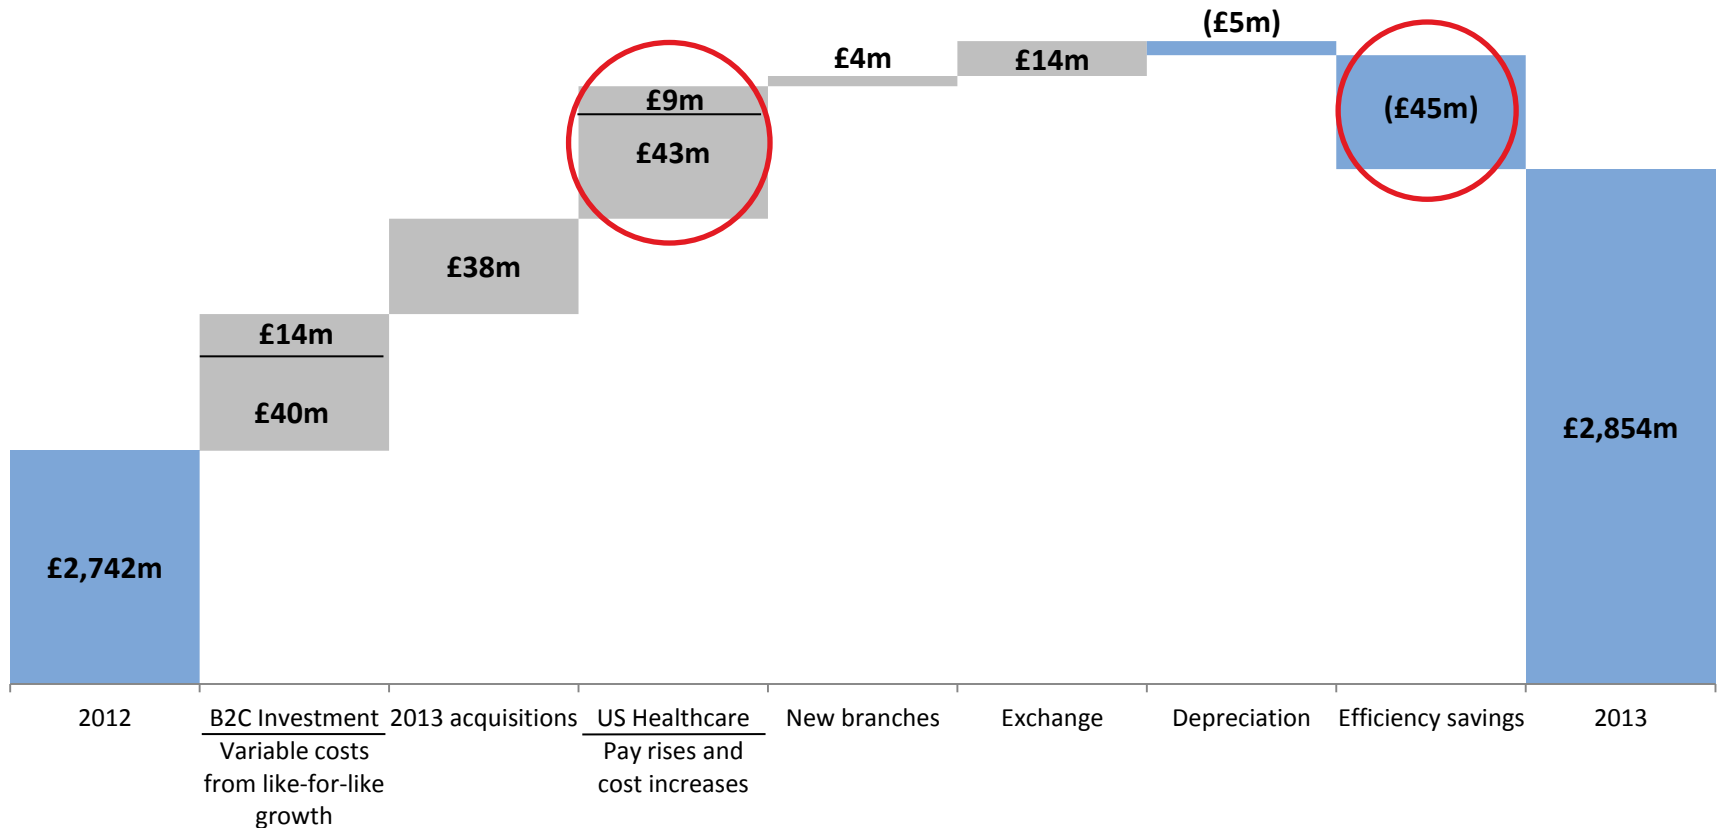 (£5m)
£4m
£14m
£9m
(£45m)
£43m
£38m
£14m
£40m
£2,854m
£2,742m
2012
B2C Investment
Variable costs
from like-for-like
growth
2013 acquisitions
US Healthcare
Pay rises and
cost increases
New branches
Exchange
Depreciation
Efficiency savings
2013